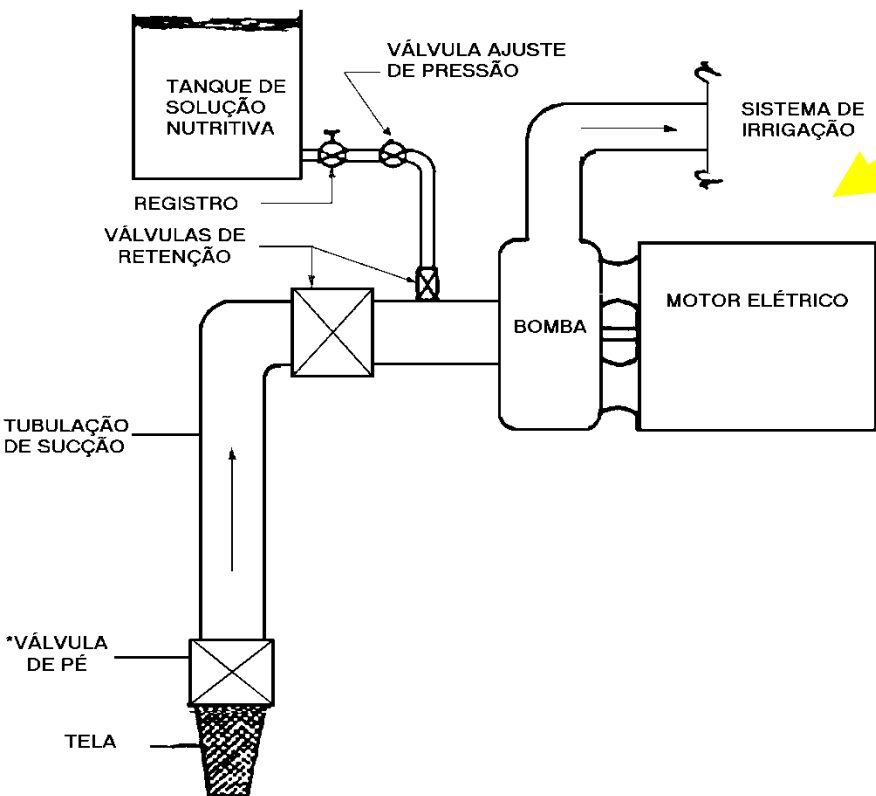 TANQUE DE
SOLUÇÃO
NUTRITIVA
VÁLVULA AJUSTE
DE PRESSÃO
SISTEMA DE
IRRIGAÇÃO
REGISTRO
VÁLVULAS DE
RETENÇÃO
BOMBA
MOTOR ELÉTRICO
TUBULAÇÃO
DE SUCÇÃO
*VÁLVULA
DE PÉ
TELA